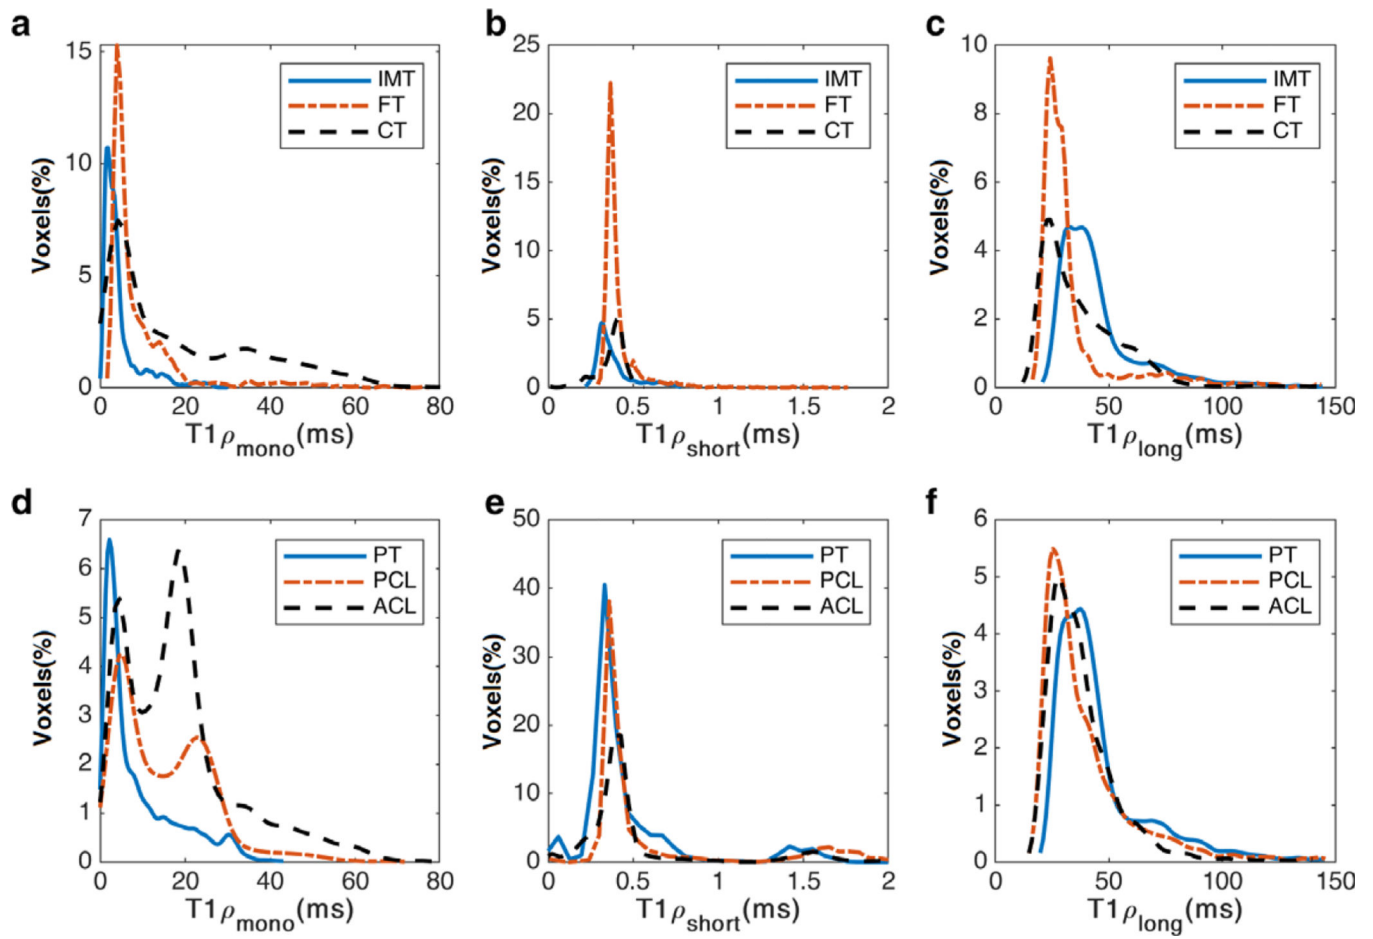 a
15
10
5
0
Voxels(%)
0 20 40 60 80
T1ρmono(ms)
IMT
FT
CT
b
25
20
15
10
5
0
Voxels(%)
0 0.5 1 1.5 2
T1ρshort(ms)
IMT
FT
CT
c
10
8
6
4
2
0
Voxels(%)
0 50 100 150
T1ρlong(ms)
IMT
FT
CT
d
7
6
5
4
3
2
1
0
Voxels(%)
0 20 40 60 80
T1ρmono(ms)
PT
PCL
ACL
e
50
40
30
20
10
0
Voxels(%)
0 0.5 1 1.5 2
T1ρshort(ms)
PT
PCL
ACL
f
6
5
4
3
2
1
0
Voxels(%)
0 50 100 150
T1ρlong(ms)
PT
PCL
ACL